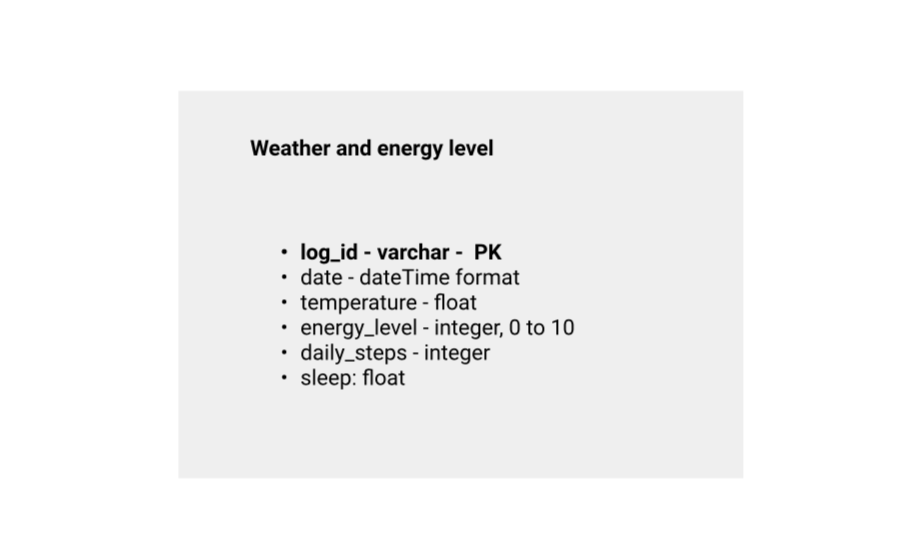 Weather and energy level
• log_id - varchar -  PK
• date - dateTime format
• temperature - float
• energy_level - integer, 0 to 10
• daily_steps - integer
• sleep: float